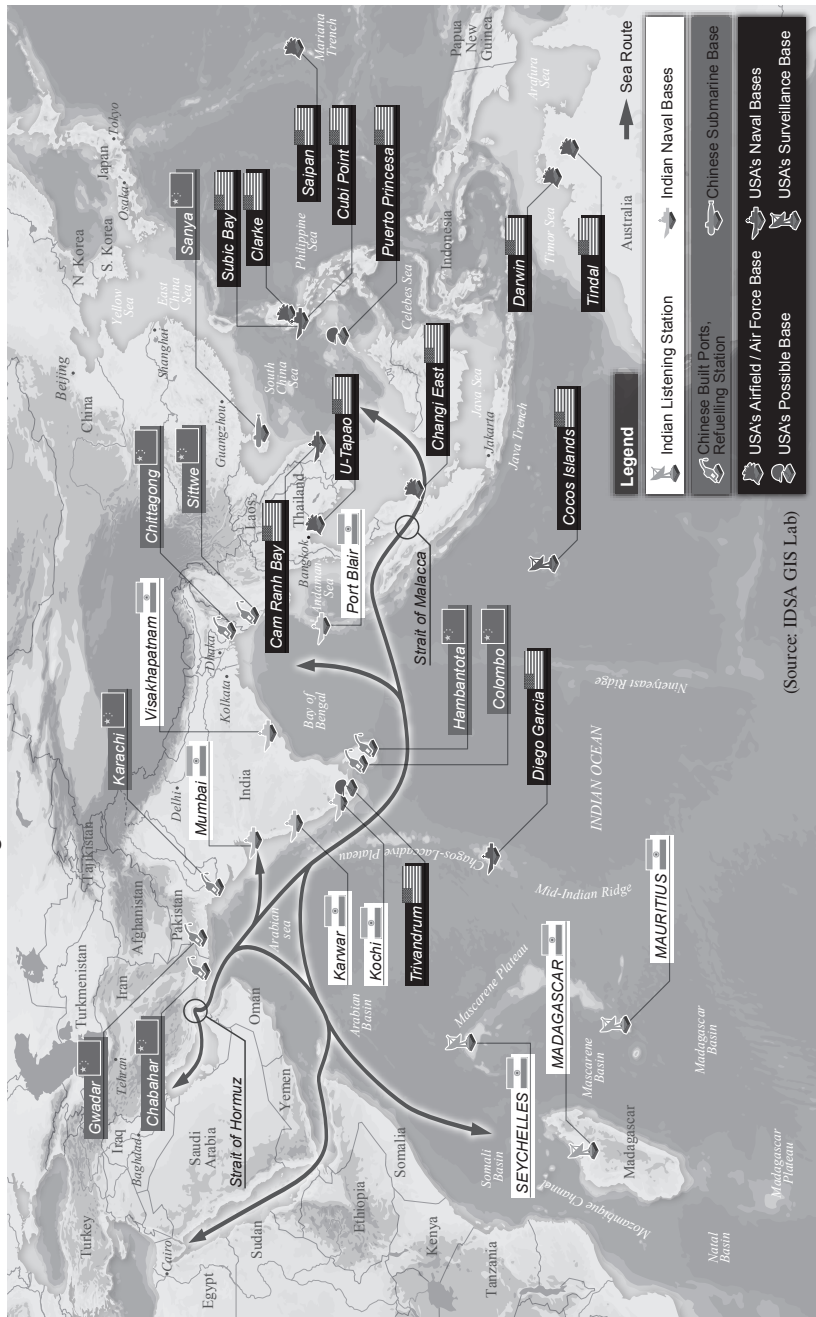 Turkey
Turkmenistan
Tajikistan
Beijing
N. Korea
S. Korea
Japan
Tokyo
Osaka
Mariana
Trench
Gwadar
Tehran
Iran
Afghanistan
China
Yellow
Sea
East
China
Sea
Shanghai
Chabahar
Iraq
Baghdad
Pakistan
Karachi
Delhi
Chittagong
Sittwe
Guangzhou
Sanya
Cairo
Egypt
Saudi
Arabia
Strait of Hormuz
Oman
Mumbai
Visakhapatnam
India
Kolkata
Dhaka
Laos
Thailand
Bangkok
Andaman
Sea
South
China
Sea
Subic Bay
Clarke
Philippine
Sea
Saipan
Cubi Point
Puerto Princesa
Sudan
Yemen
Arabian
sea
Bay of
Bengal
Cam Ranh Bay
U-Tapao
Port Blair
Celebes Sea
Ethiopia
Somalia
Arabian
Basin
Karwar
Kochi
Trivandrum
Chagos-Laccadive Plateau
Strait of Malacca
Changi East
Indonesia
Papua
New
Guinea
Kenya
Hambantota
Colombo
Java Sea
Jakarta
Java Trench
Darwin
Timor Sea
Arafura
Sea
Tanzania
Somali
Basin
SEYCHELLES
Mascarene Plateau
Diego Garcia
Ninetyeast Ridge
Cocos Islands
Tindal
Australia
Mozambique Channel
MADAGASCAR
Mid-Indian Ridge
INDIAN OCEAN
Madagascar
Mascarene
Basin
MAURITIUS
Natal
Basin
Madagascar
Plateau
Madagascar
Basin
Legend
Sea Route
Indian Listening Station
Indian Naval Bases
Chinese Built Ports,
Refuelling Station
Chinese Submarine Base
USA's Airfield / Air Force Base
USA's Naval Bases
USA's Possible Base
USA's Surveillance Base
(Source: IDSA GIS Lab)